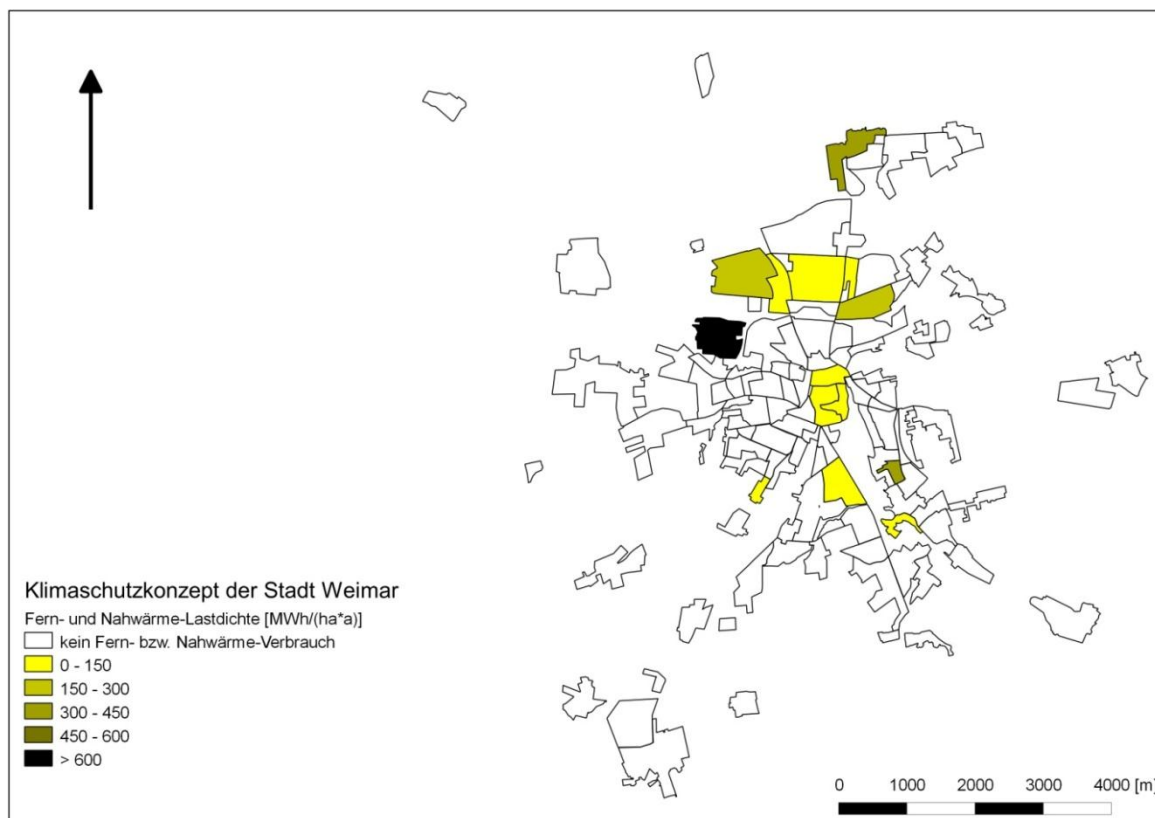 Klimaschutzkonzept der Stadt Weimar
Fern- und Nahwärme-Lastdichte [MWh/(ha*a)]
kein Fern- bzw. Nahwärme-Verbrauch
0 - 150
150 - 300
300 - 450
450 - 600
> 600
0 1000 2000 3000 4000 [m]